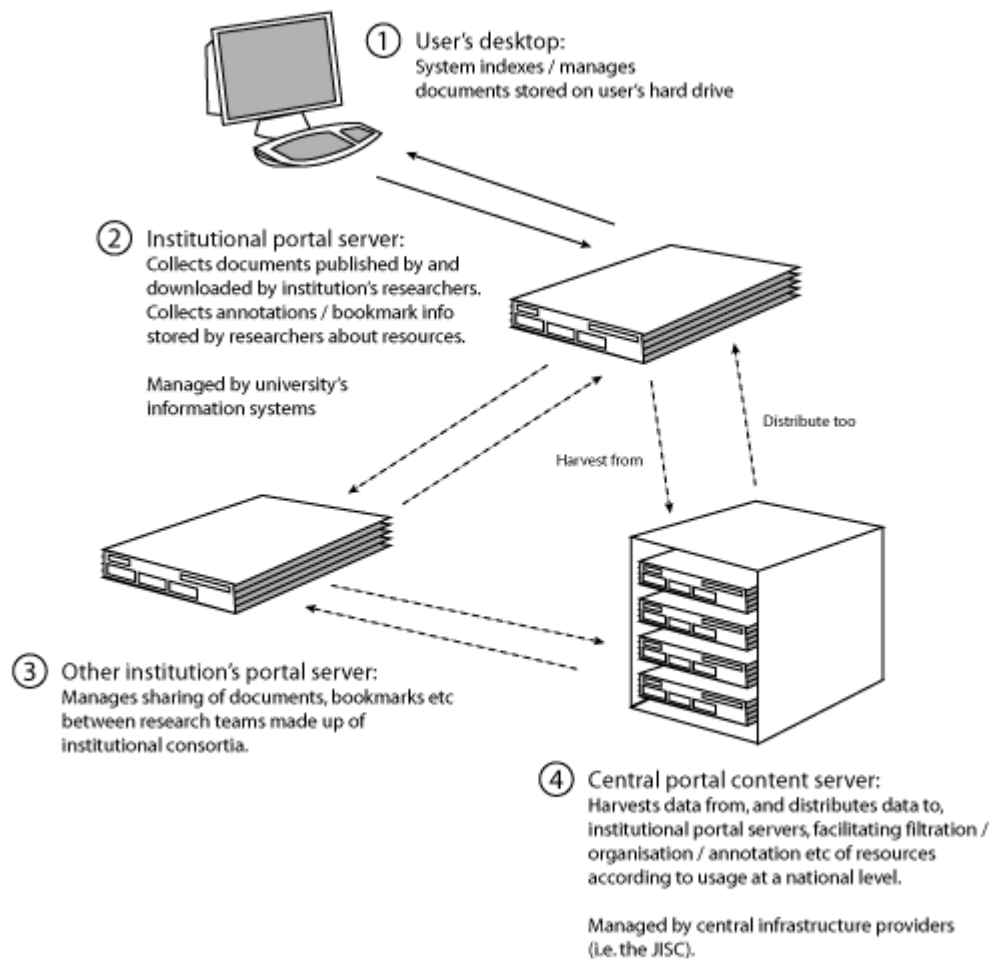 ① User's desktop:
System indexes / manages
documents stored on user's hard drive
② Institutional portal server:
Collects documents published by and
downloaded by institution's researchers.
Collects annotations / bookmark info
stored by researchers about resources.
Managed by university's
information systems
Distribute too
Harvest from
③ Other institution's portal server:
Manages sharing of documents, bookmarks etc
between research teams made up of
institutional consortia.
④ Central portal content server:
Harvests data from, and distributes data to,
institutional portal servers, facilitating filtration /
organisation / annotation etc of resources
according to usage at a national level.
Managed by central infrastructure providers
(i.e. the JISC).